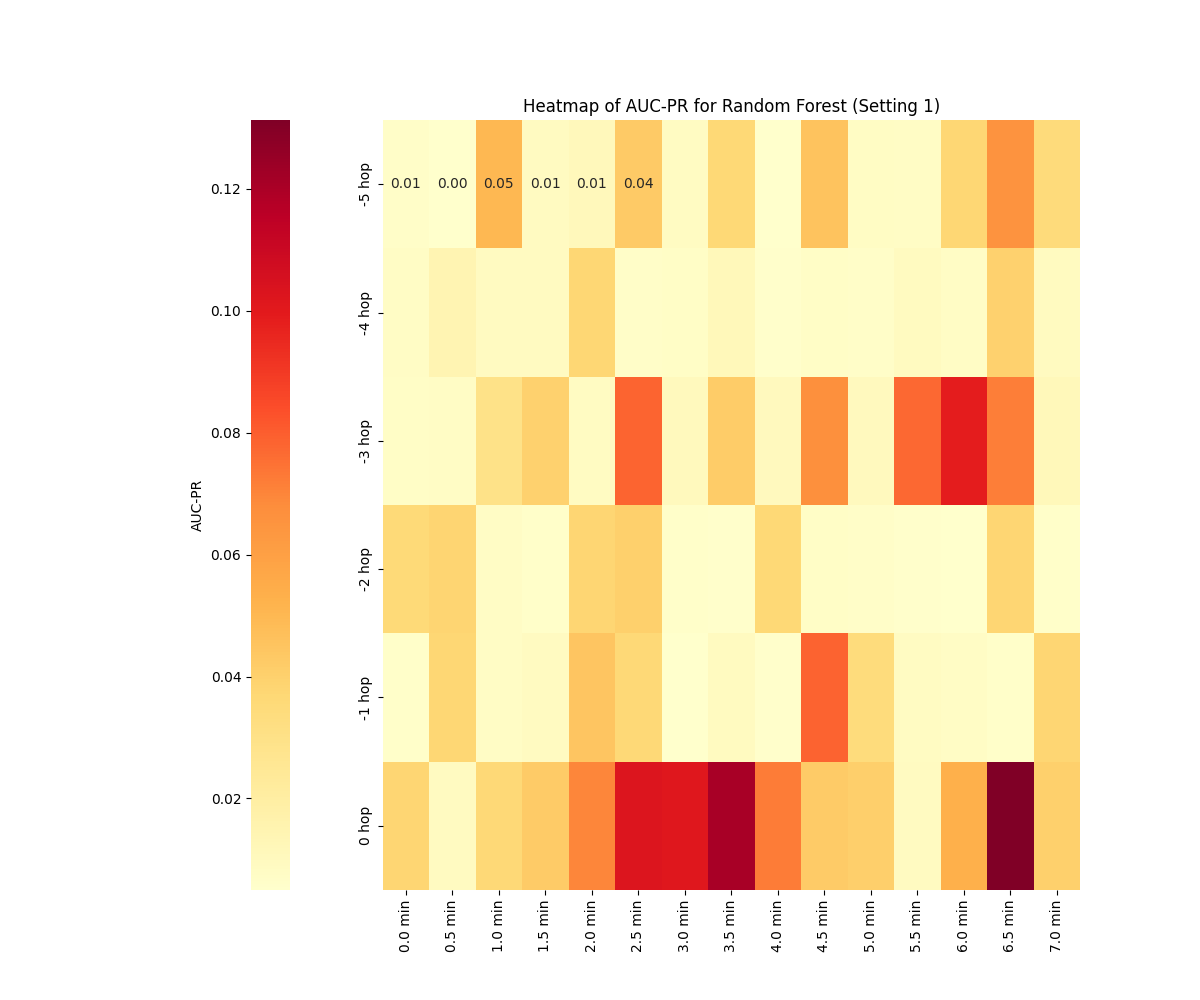 Heatmap of AUC-PR for Random Forest (Setting 1)
0.12
0.10
0.08
0.06
0.04
0.02
AUC-PR
-5 hop
-4 hop
-3 hop
-2 hop
-1 hop
0 hop
0.01 0.00 0.05 0.01 0.01 0.04
0.0 min 0.5 min 1.0 min 1.5 min 2.0 min 2.5 min 3.0 min 3.5 min 4.0 min 4.5 min 5.0 min 5.5 min 6.0 min 6.5 min 7.0 min